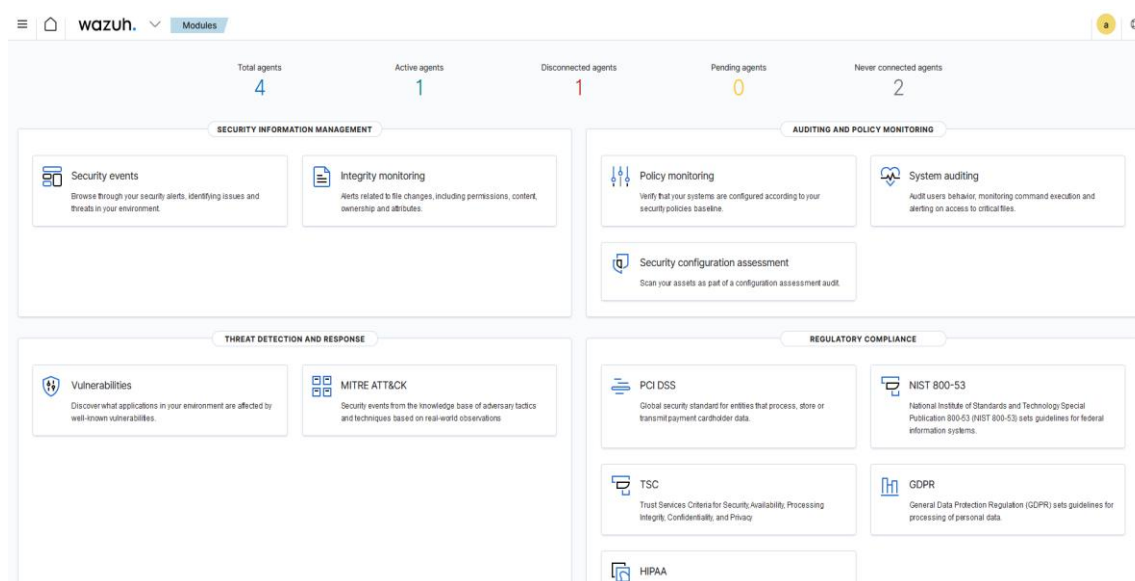 wazuh.
Modules
a
Total agents
4
Active agents
1
Disconnected agents
1
Pending agents
0
Never connected agents
2
SECURITY INFORMATION MANAGEMENT
Security events
Browse through your security alerts, identifying issues and
threats in your environment.
Integrity monitoring
Alerts related to file changes, including permissions, content,
ownership and attributes.
AUDITING AND POLICY MONITORING
Policy monitoring
Verify that your systems are configured according to your
security policies baseline.
System auditing
Audit users behavior, monitoring command execution and
alerting on access to critical files.
Security configuration assessment
Scan your assets as part of a configuration assessment audit.
THREAT DETECTION AND RESPONSE
Vulnerabilities
Discover what applications in your environment are affected by
well-known vulnerabilities.
MITRE ATT&CK
Security events from the knowledge base of adversary tactics
and techniques based on real-world observations
REGULATORY COMPLIANCE
PCI DSS
Global security standard for entities that process, store or
transmit payment cardholder data.
NIST 800-53
National Institute of Standards and Technology Special
Publication 800-53 (NIST 800-53) sets guidelines for federal
information systems.
TSC
Trust Services Criteria for Security, Availability, Processing
Integrity, Confidentiality, and Privacy
GDPR
General Data Protection Regulation (GDPR) sets guidelines for
processing of personal data.
HIPAA